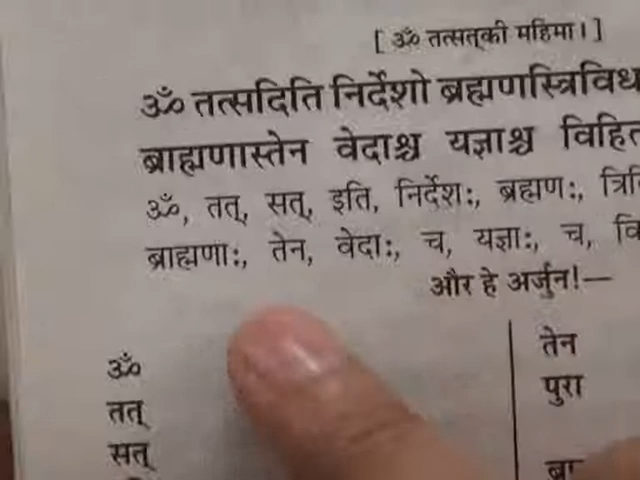 [ ॐ तत्सत्‌की महिमा। ]
ॐ तत्सदिति निर्देशो ब्रह्मणस्त्रिविध
ब्राह्मणास्तेन वेदाश्च यज्ञाश्च विहित
ॐ, तत्, सत्, इति, निर्देशः, ब्रह्मणः,
ब्राह्मणाः, तेन, वेदाः, च, यज्ञाः, च, वि
और हे अर्जुन!—
ॐ
तत्
सत्
तेन
पुरा